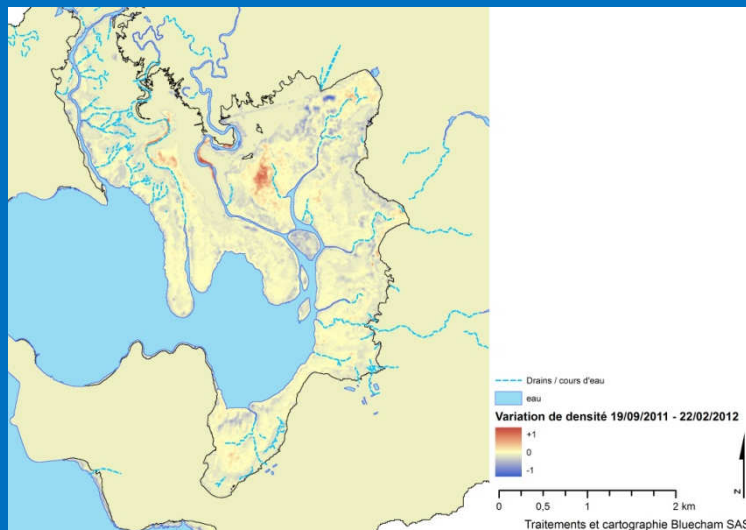 Drains / cours d'eau
eau
Variation de densité 19/09/2011 - 22/02/2012
+1
0
-1
0 0,5 1 2 km
N
Traitements et cartographie Bluecham SAS